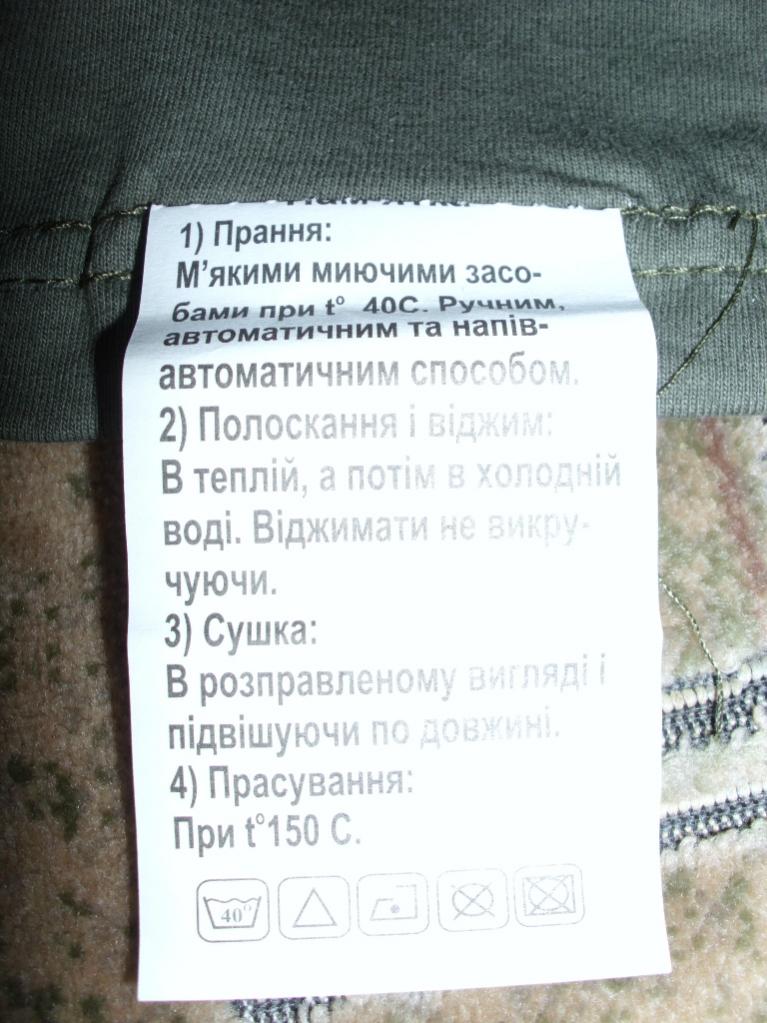 1) Прання:
М’якими миючими засо-
бами при t° 40С. Ручним,
автоматичним та напів-
автоматичним способом.
2) Полоскання і віджим:
В теплій, а потім в холодній
воді. Віджимати не викру-
чуючи.
3) Сушка:
В розправленому вигляді і
підвішуючи по довжині.
4) Прасування:
При t°150 С.
40°